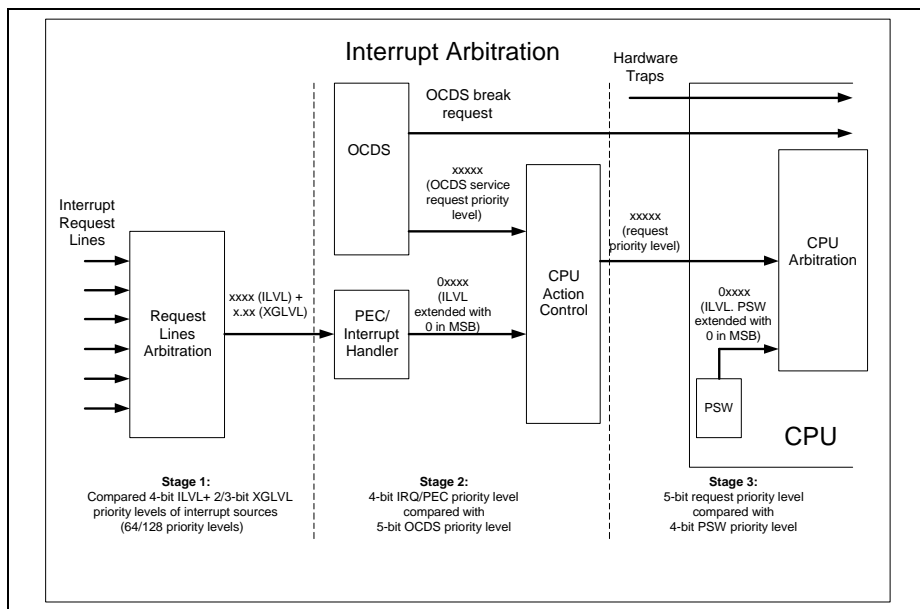 Interrupt Arbitration
Hardware
Traps
OCDS break
request
OCDS
xxxxx
(OCDS service
request priority
level)
Interrupt
Request
Lines
xxxxx
(request
priority level)
CPU
Arbitration
xxxx (ILVL) +
x.xx (XGLVL)
Request
Lines
Arbitration
PEC/
Interrupt
Handler
0xxxx
(ILVL
extended with
0 in MSB)
CPU
Action
Control
0xxxx
(ILVL. PSW
extended with
0 in MSB)
PSW
CPU
Stage 1:
Compared 4-bit ILVL+ 2/3-bit XGLVL
priority levels of interrupt sources
(64/128 priority levels)
Stage 2:
4-bit IRQ/PEC priority level
compared with
5-bit OCDS priority level
Stage 3:
5-bit request priority level
compared with
4-bit PSW priority level